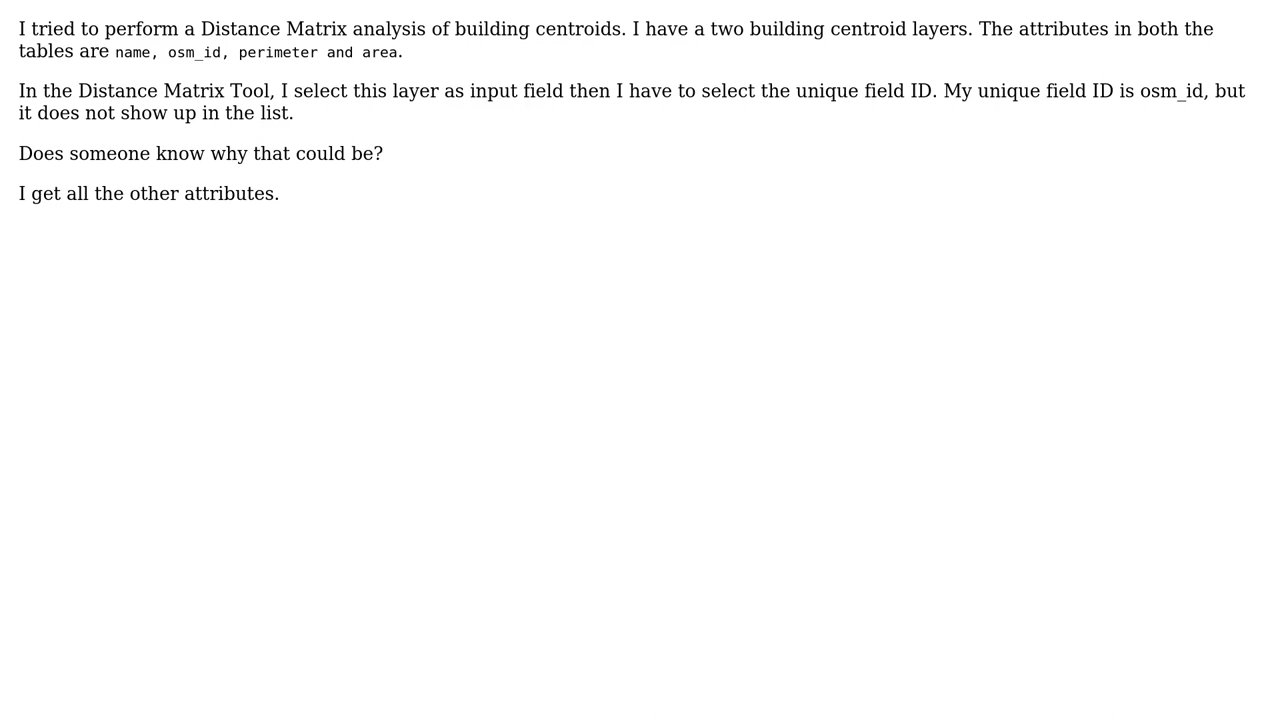 I tried to perform a Distance Matrix analysis of building centroids. I have a two building centroid layers. The attributes in both the
tables are name, osm_id, perimeter and area.
In the Distance Matrix Tool, I select this layer as input field then I have to select the unique field ID. My unique field ID is osm_id, but
it does not show up in the list.
Does someone know why that could be?
I get all the other attributes.